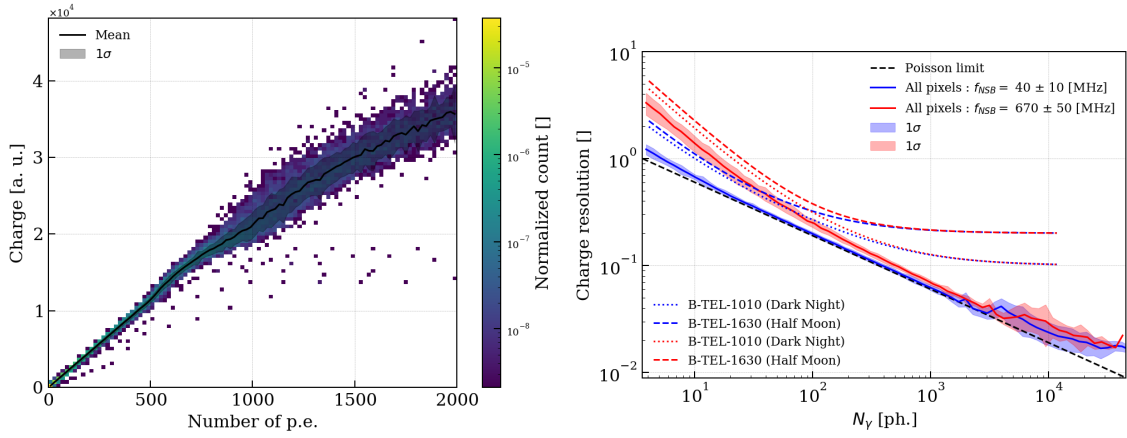 ×10⁴
Mean
1σ
Charge [a. u.]
4
3
2
1
0
0
500
1000
1500
2000
Number of p.e.
10⁻⁵
10⁻⁶
10⁻⁷
10⁻⁸
Normalized count []
10¹
10⁰
10⁻¹
10⁻²
Charge resolution []
Poisson limit
All pixels : f_NSB = 40 ± 10 [MHz]
All pixels : f_NSB = 670 ± 50 [MHz]
1σ
1σ
B-TEL-1010 (Dark Night)
B-TEL-1630 (Half Moon)
B-TEL-1010 (Dark Night)
B-TEL-1630 (Half Moon)
10¹
10²
10³
10⁴
N_γ [ph.]